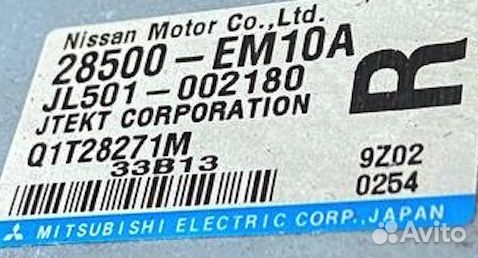 Nissan Motor Co.,Ltd.
28500-EM10A
JL501-002180
JTEKT CORPORATION
R
Q1T28271M
33B13
9Z02
0254
MITSUBISHI ELECTRIC CORP.,JAPAN
Avito